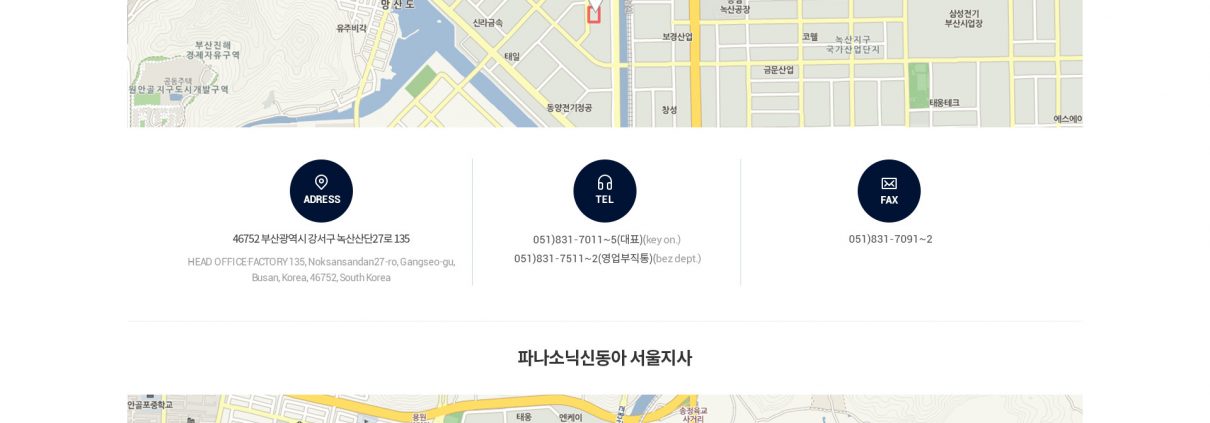 망산도
녹산공장
삼성전기
부산사업장
신라금속
유주비각
보경산업
코웰
녹산지구
국가산업단지
부산진해
경제자유구역
태일
금문산업
공동주택
원안골지구도시개발구역
동양전기정공
창성
태웅테크
에스에이
ADRESS
TEL
FAX
46752 부산광역시 강서구 녹산산단27로 135
HEAD OFFICE FACTORY 135, Noksansandan27-ro, Gangseo-gu,
Busan, Korea, 46752, South Korea
051)831-7011~5(대표)(key on.)
051)831-7511~2(영업부직통)(bez dept.)
051)831-7091~2
파나소닉신동아 서울지사
안골포중학교
용원
태웅
엔케이
송정육교
사거리